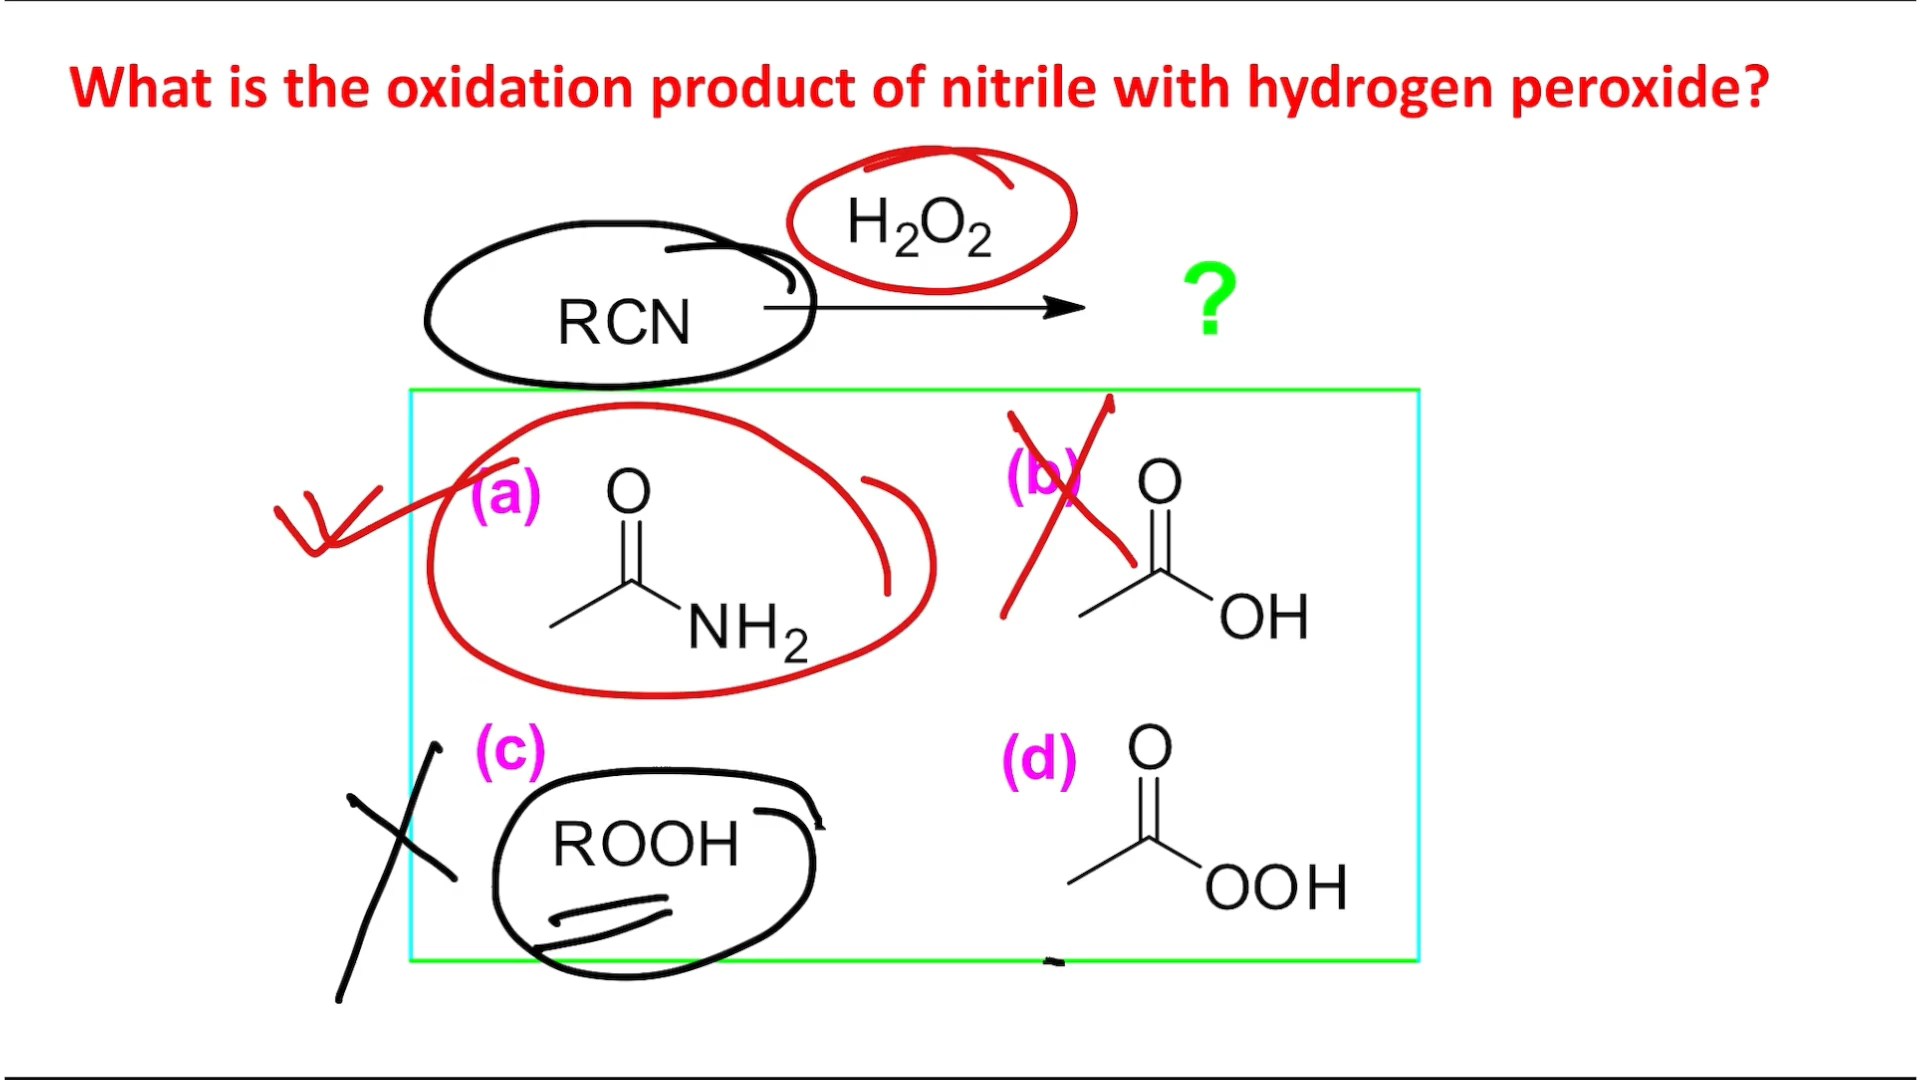 What is the oxidation product of nitrile with hydrogen peroxide?
H₂O₂
RCN ?
(a) O (b) O
NH₂ OH
(c) (d) O
ROOH OOH